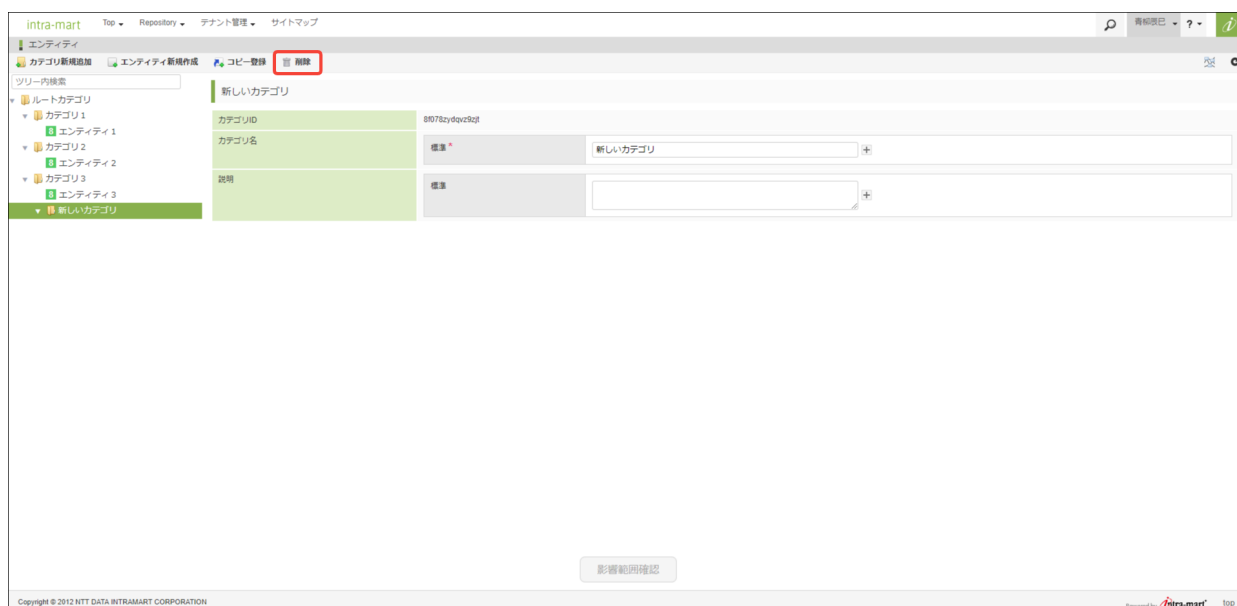 intra-mart Top Repository テナント管理 サイトマップ 青柳辰巳 ?
エンティティ
カテゴリ新規追加 エンティティ新規作成 コピー登録 削除
ツリー内検索
ルートカテゴリ
カテゴリ1
エンティティ1
カテゴリ2
エンティティ2
カテゴリ3
エンティティ3
新しいカテゴリ
新しいカテゴリ
カテゴリID 8f078zydqvz9zjt
カテゴリ名 標準 * 新しいカテゴリ
説明 標準
影響範囲確認
Copyright © 2012 NTT DATA INTRAMART CORPORATION Powered by intra-mart top